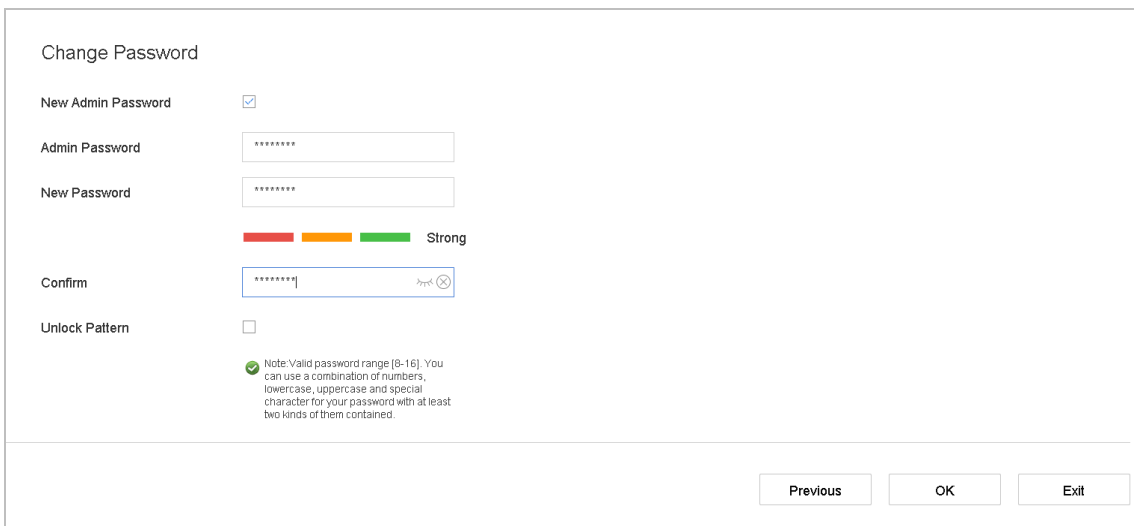 Change Password
New Admin Password
Admin Password ********
New Password ********
Strong
Confirm ********
Unlock Pattern
Note:Valid password range [8-16]. You
can use a combination of numbers,
lowercase, uppercase and special
character for your password with at least
two kinds of them contained.
Previous OK Exit